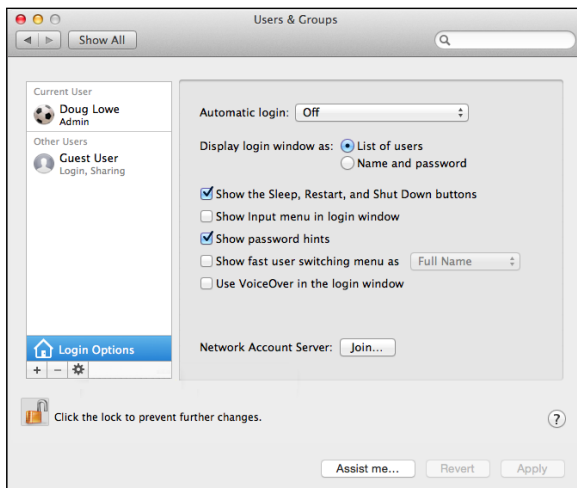 Users & Groups
Show All
Current User
Doug Lowe
Admin
Other Users
Guest User
Login, Sharing
Login Options
+ −
Automatic login: Off
Display login window as: List of users
Name and password
Show the Sleep, Restart, and Shut Down buttons
Show Input menu in login window
Show password hints
Show fast user switching menu as Full Name
Use VoiceOver in the login window
Network Account Server: Join...
Click the lock to prevent further changes.
?
Assist me... Revert Apply